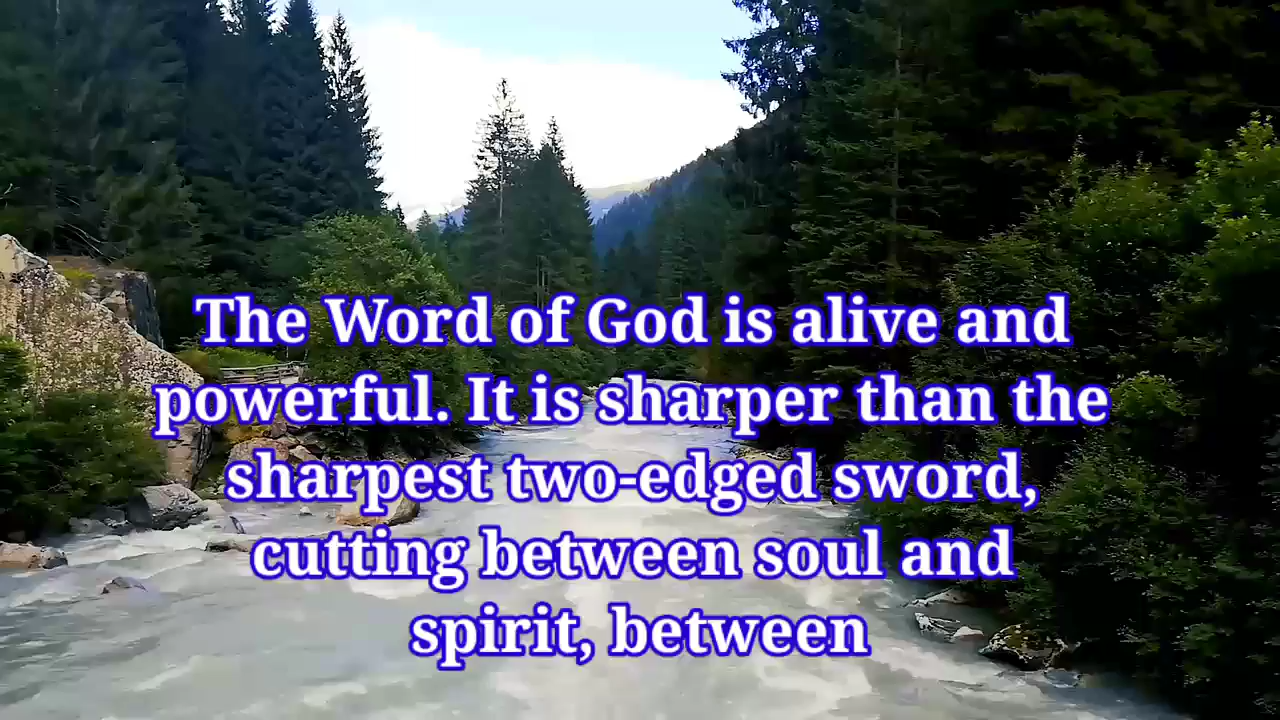 The Word of God is alive and
powerful. It is sharper than the
sharpest two-edged sword,
cutting between soul and
spirit, between